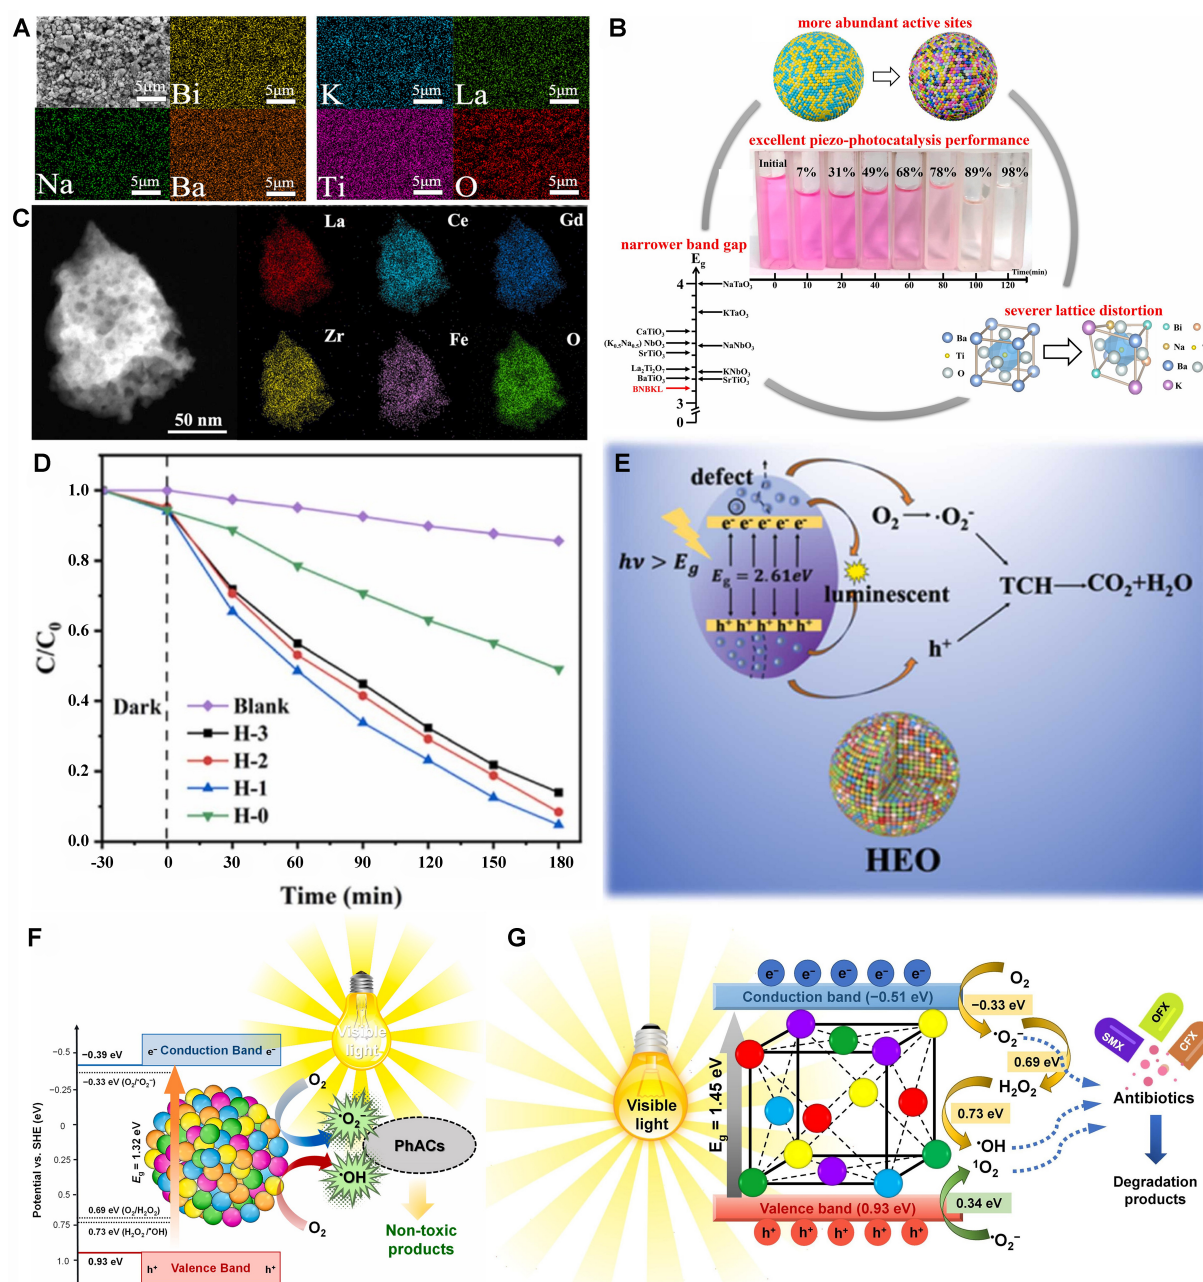 A
5μm
Bi
5μm
K
5μm
La
5μm
Na
5μm
Ba
5μm
Ti
5μm
O
5μm
B
more abundant active sites
excellent piezo-photocatalysis performance
Initial
7%
31%
49%
68%
78%
89%
98%
Time(min)
0
10
20
40
60
80
100
120
narrower band gap
E₉
4
NaTaO₃
KTaO₃
CaTiO₃
(K₀.₅Na₀.₅) NbO₃
NaNbO₃
SrTiO₃
La₂Ti₂O₇
KNbO₃
BaTiO₃
SrTiO₃
BNBKL
3
0
severer lattice distortion
Ba
Ti
O
Bi
Na
Ba
K
C
50 nm
La
Ce
Gd
Zr
Fe
O
D
C/C₀
1.0
0.8
0.6
0.4
0.2
0.0
Dark
Blank
H-3
H-2
H-1
H-0
-30
0
30
60
90
120
150
180
Time (min)
E
defect
e⁻ e⁻ e⁻ e⁻ e⁻
hν > E_g
E_g = 2.61eV
luminescent
h⁺ h⁺ h⁺ h⁺ h⁺
O₂ → ·O₂⁻
TCH → CO₂+H₂O
h⁺
HEO
F
Potential vs. SHE (eV)
−0.5
−0.25
0
0.25
0.5
0.75
1.0
−0.39 eV
e⁻ Conduction Band e⁻
−0.33 eV (O₂/•O₂⁻)
E_g = 1.32 eV
0.69 eV (O₂/H₂O₂)
0.73 eV (H₂O₂/•OH)
0.93 eV
h⁺ Valence Band h⁺
Visible
light
O₂
•O₂⁻
•OH
O₂
PhACs
Non-toxic
products
G
Visible
light
e⁻ e⁻ e⁻ e⁻ e⁻
Conduction band (−0.51 eV)
E_g = 1.45 eV
Valence band (0.93 eV)
h⁺ h⁺ h⁺ h⁺ h⁺
O₂
−0.33 eV
•O₂⁻
0.69 eV
H₂O₂
0.73 eV
•OH
¹O₂
0.34 eV
•O₂⁻
SMX
OFX
CFX
Antibiotics
Degradation
products